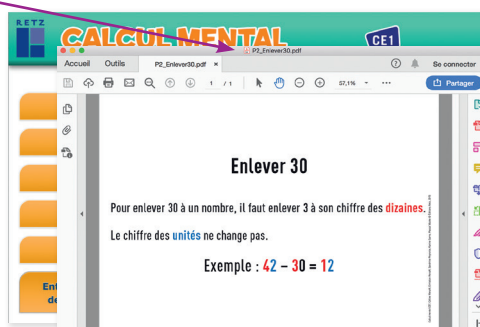 RETZ
CALCUL MENTAL
CE1
P2_Enlever30.pdf
Accueil Outils P2_Enlever30.pdf × Se connecter
1 / 1 57,1% Partager
Enlever 30
Pour enlever 30 à un nombre, il faut enlever 3 à son chiffre des dizaines.
Le chiffre des unités ne change pas.
Exemple : 42 – 30 = 12
Ent
de